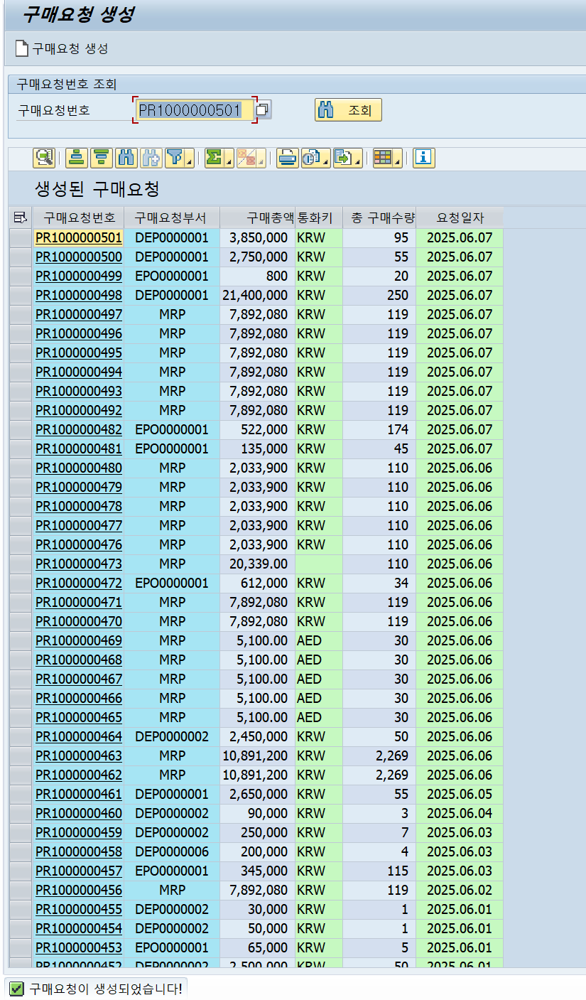 구매요청 생성
구매요청 생성
구매요청번호 조회
구매요청번호 PR1000000501 조회
생성된 구매요청
구매요청번호 구매요청부서 구매총액 통화키 총 구매수량 요청일자
PR1000000501 DEP0000001 3,850,000 KRW 95 2025.06.07
PR1000000500 DEP0000001 2,750,000 KRW 55 2025.06.07
PR1000000499 EPO0000001 800 KRW 20 2025.06.07
PR1000000498 DEP0000001 21,400,000 KRW 250 2025.06.07
PR1000000497 MRP 7,892,080 KRW 119 2025.06.07
PR1000000496 MRP 7,892,080 KRW 119 2025.06.07
PR1000000495 MRP 7,892,080 KRW 119 2025.06.07
PR1000000494 MRP 7,892,080 KRW 119 2025.06.07
PR1000000493 MRP 7,892,080 KRW 119 2025.06.07
PR1000000492 MRP 7,892,080 KRW 119 2025.06.07
PR1000000482 EPO0000001 522,000 KRW 174 2025.06.07
PR1000000481 EPO0000001 135,000 KRW 45 2025.06.07
PR1000000480 MRP 2,033,900 KRW 110 2025.06.06
PR1000000479 MRP 2,033,900 KRW 110 2025.06.06
PR1000000478 MRP 2,033,900 KRW 110 2025.06.06
PR1000000477 MRP 2,033,900 KRW 110 2025.06.06
PR1000000476 MRP 2,033,900 KRW 110 2025.06.06
PR1000000473 MRP 20,339.00 110 2025.06.06
PR1000000472 EPO0000001 612,000 KRW 34 2025.06.06
PR1000000471 MRP 7,892,080 KRW 119 2025.06.06
PR1000000470 MRP 7,892,080 KRW 119 2025.06.06
PR1000000469 MRP 5,100.00 AED 30 2025.06.06
PR1000000468 MRP 5,100.00 AED 30 2025.06.06
PR1000000467 MRP 5,100.00 AED 30 2025.06.06
PR1000000466 MRP 5,100.00 AED 30 2025.06.06
PR1000000465 MRP 5,100.00 AED 30 2025.06.06
PR1000000464 DEP0000002 2,450,000 KRW 50 2025.06.06
PR1000000463 MRP 10,891,200 KRW 2,269 2025.06.06
PR1000000462 MRP 10,891,200 KRW 2,269 2025.06.06
PR1000000461 DEP0000001 2,650,000 KRW 55 2025.06.05
PR1000000460 DEP0000002 90,000 KRW 3 2025.06.04
PR1000000459 DEP0000002 250,000 KRW 7 2025.06.03
PR1000000458 DEP0000006 200,000 KRW 4 2025.06.03
PR1000000457 EPO0000001 345,000 KRW 115 2025.06.03
PR1000000456 MRP 7,892,080 KRW 119 2025.06.02
PR1000000455 DEP0000002 30,000 KRW 1 2025.06.01
PR1000000454 DEP0000002 50,000 KRW 1 2025.06.01
PR1000000453 EPO0000001 65,000 KRW 5 2025.06.01
PR1000000452 DEP0000002 2,500,000 KRW 50 2025.06.01
구매요청이 생성되었습니다!